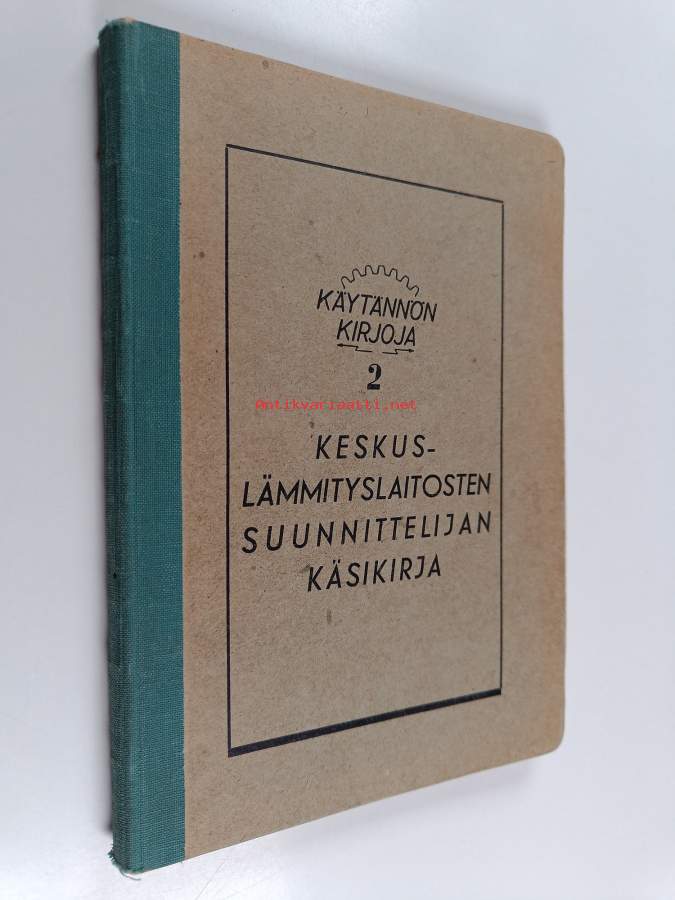 KÄYTÄNNÖN
KIRJOJA
2
Antikvariaatti.net
KESKUS-
LÄMMITYSLAITOSTEN
SUUNNITTELIJAN
KÄSIKIRJA